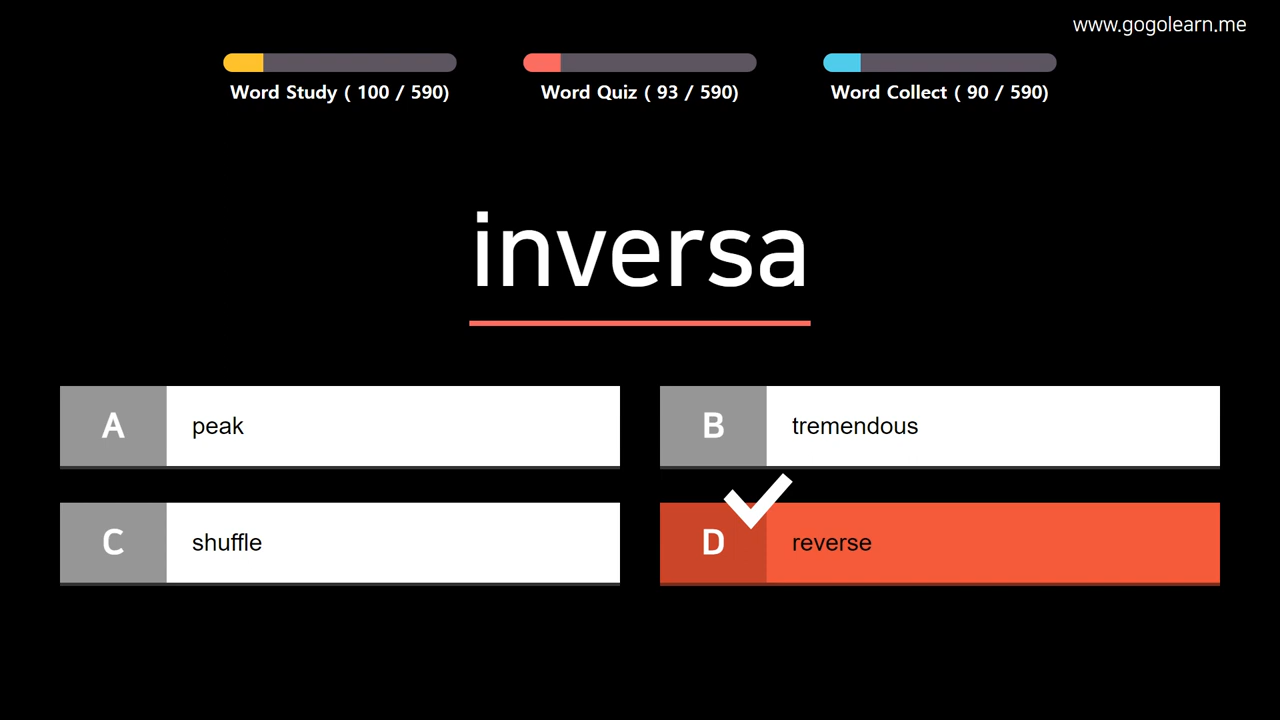 www.gogolearn.me
Word Study ( 100 / 590)
Word Quiz ( 93 / 590)
Word Collect ( 90 / 590)
inversa
A peak
B tremendous
C shuffle
D reverse